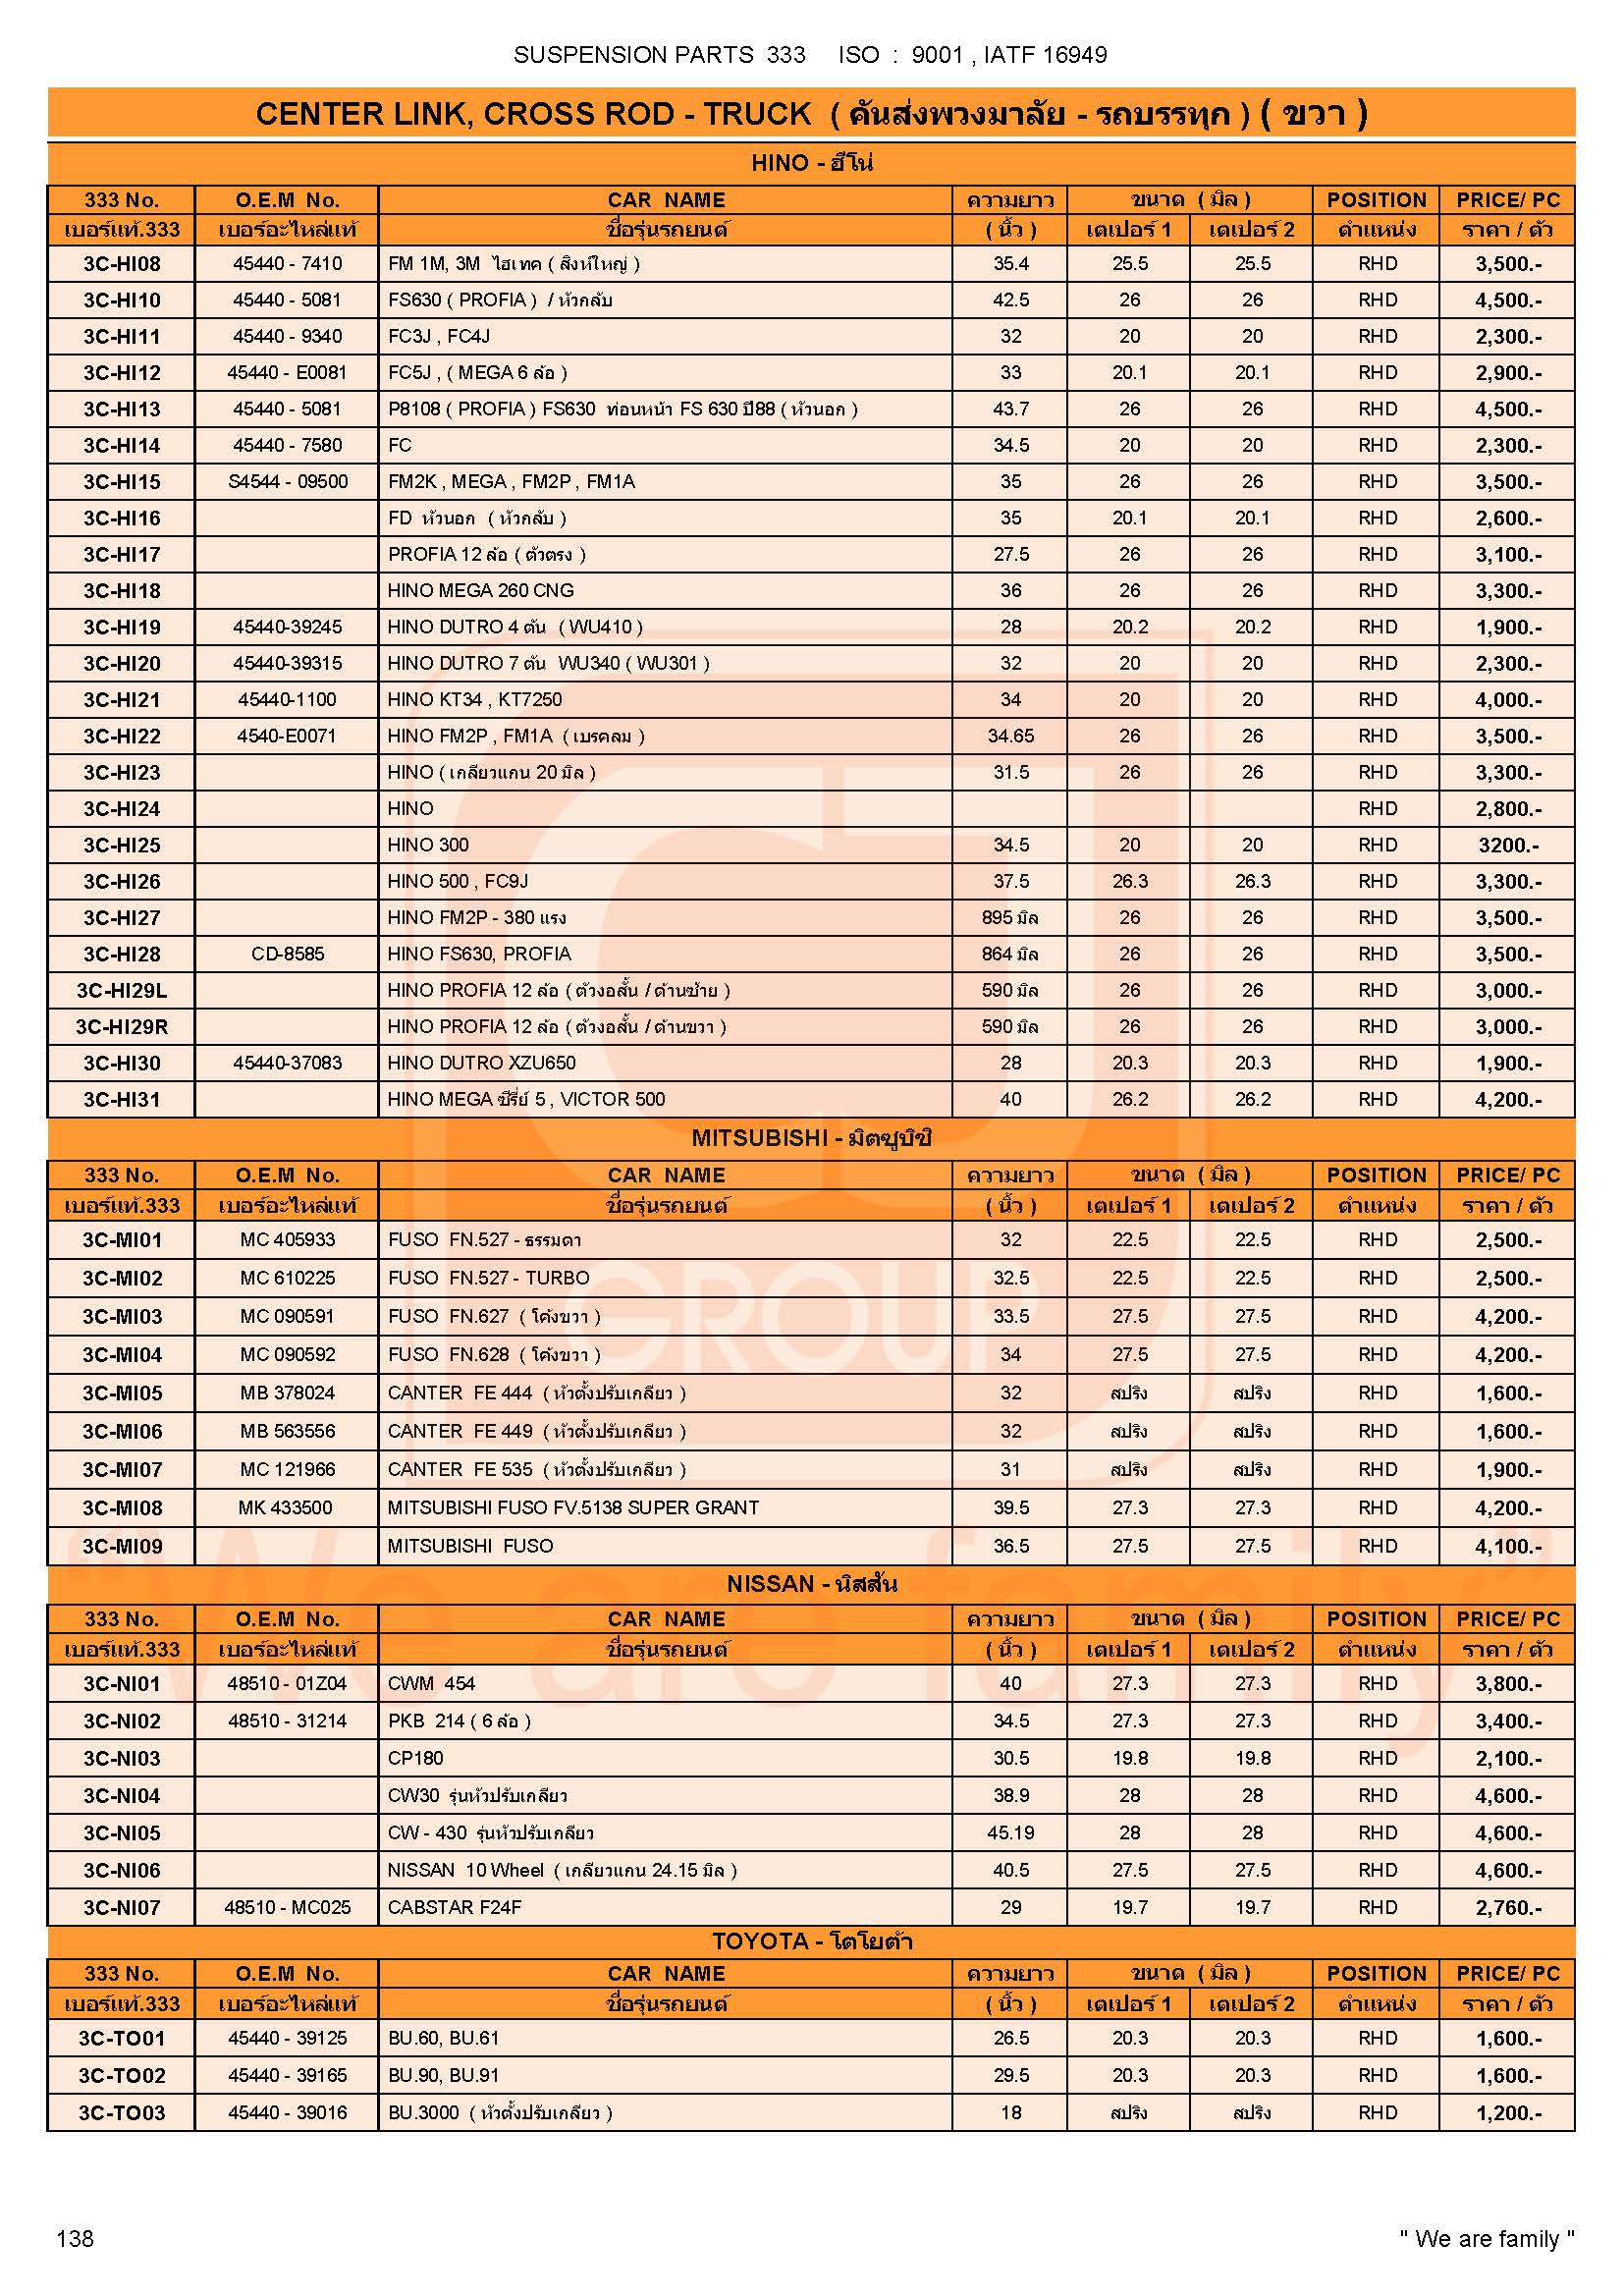 SUSPENSION PARTS 333 ISO : 9001 , IATF 16949
CENTER LINK, CROSS ROD - TRUCK ( คันส่งพวงมาลัย - รถบรรทุก ) ( ขวา )
HINO - ฮีโน่
333 No. O.E.M No. CAR NAME ความยาว ขนาด ( มิล ) POSITION PRICE/ PC
เบอร์แท้.333 เบอร์อะไหล่แท้ ชื่อรุ่นรถยนต์ ( นิ้ว ) เตเปอร์ 1 เตเปอร์ 2 ตำแหน่ง ราคา / ตัว
3C-HI08 45440 - 7410 FM 1M, 3M ไฮเทค ( สิงห์ใหญ่ ) 35.4 25.5 25.5 RHD 3,500.-
3C-HI10 45440 - 5081 FS630 ( PROFIA ) / หัวกลับ 42.5 26 26 RHD 4,500.-
3C-HI11 45440 - 9340 FC3J , FC4J 32 20 20 RHD 2,300.-
3C-HI12 45440 - E0081 FC5J , ( MEGA 6 ล้อ ) 33 20.1 20.1 RHD 2,900.-
3C-HI13 45440 - 5081 P8108 ( PROFIA ) FS630 ท่อนหน้า FS 630 ปี88 ( หัวนอก ) 43.7 26 26 RHD 4,500.-
3C-HI14 45440 - 7580 FC 34.5 20 20 RHD 2,300.-
3C-HI15 S4544 - 09500 FM2K , MEGA , FM2P , FM1A 35 26 26 RHD 3,500.-
3C-HI16 FD หัวนอก ( หัวกลับ ) 35 20.1 20.1 RHD 2,600.-
3C-HI17 PROFIA 12 ล้อ ( ตัวตรง ) 27.5 26 26 RHD 3,100.-
3C-HI18 HINO MEGA 260 CNG 36 26 26 RHD 3,300.-
3C-HI19 45440-39245 HINO DUTRO 4 ตัน ( WU410 ) 28 20.2 20.2 RHD 1,900.-
3C-HI20 45440-39315 HINO DUTRO 7 ตัน WU340 ( WU301 ) 32 20 20 RHD 2,300.-
3C-HI21 45440-1100 HINO KT34 , KT7250 34 20 20 RHD 4,000.-
3C-HI22 4540-E0071 HINO FM2P , FM1A ( เบรคลม ) 34.65 26 26 RHD 3,500.-
3C-HI23 HINO ( เกลียวแกน 20 มิล ) 31.5 26 26 RHD 3,300.-
3C-HI24 HINO RHD 2,800.-
3C-HI25 HINO 300 34.5 20 20 RHD 3200.-
3C-HI26 HINO 500 , FC9J 37.5 26.3 26.3 RHD 3,300.-
3C-HI27 HINO FM2P - 380 แรง 895 มิล 26 26 RHD 3,500.-
3C-HI28 CD-8585 HINO FS630, PROFIA 864 มิล 26 26 RHD 3,500.-
3C-HI29L HINO PROFIA 12 ล้อ ( ตัวงอสั้น / ด้านซ้าย ) 590 มิล 26 26 RHD 3,000.-
3C-HI29R HINO PROFIA 12 ล้อ ( ตัวงอสั้น / ด้านขวา ) 590 มิล 26 26 RHD 3,000.-
3C-HI30 45440-37083 HINO DUTRO XZU650 28 20.3 20.3 RHD 1,900.-
3C-HI31 HINO MEGA ซีรี่ย์ 5 , VICTOR 500 40 26.2 26.2 RHD 4,200.-
MITSUBISHI - มิตซูบิชิ
333 No. O.E.M No. CAR NAME ความยาว ขนาด ( มิล ) POSITION PRICE/ PC
เบอร์แท้.333 เบอร์อะไหล่แท้ ชื่อรุ่นรถยนต์ ( นิ้ว ) เตเปอร์ 1 เตเปอร์ 2 ตำแหน่ง ราคา / ตัว
3C-MI01 MC 405933 FUSO FN.527 - ธรรมดา 32 22.5 22.5 RHD 2,500.-
3C-MI02 MC 610225 FUSO FN.527 - TURBO 32.5 22.5 22.5 RHD 2,500.-
3C-MI03 MC 090591 FUSO FN.627 ( โค้งขวา ) 33.5 27.5 27.5 RHD 4,200.-
3C-MI04 MC 090592 FUSO FN.628 ( โค้งขวา ) 34 27.5 27.5 RHD 4,200.-
3C-MI05 MB 378024 CANTER FE 444 ( หัวตั้งปรับเกลียว ) 32 สปริง สปริง RHD 1,600.-
3C-MI06 MB 563556 CANTER FE 449 ( หัวตั้งปรับเกลียว ) 32 สปริง สปริง RHD 1,600.-
3C-MI07 MC 121966 CANTER FE 535 ( หัวตั้งปรับเกลียว ) 31 สปริง สปริง RHD 1,900.-
3C-MI08 MK 433500 MITSUBISHI FUSO FV.5138 SUPER GRANT 39.5 27.3 27.3 RHD 4,200.-
3C-MI09 MITSUBISHI FUSO 36.5 27.5 27.5 RHD 4,100.-
NISSAN - นิสสัน
333 No. O.E.M No. CAR NAME ความยาว ขนาด ( มิล ) POSITION PRICE/ PC
เบอร์แท้.333 เบอร์อะไหล่แท้ ชื่อรุ่นรถยนต์ ( นิ้ว ) เตเปอร์ 1 เตเปอร์ 2 ตำแหน่ง ราคา / ตัว
3C-NI01 48510 - 01Z04 CWM 454 40 27.3 27.3 RHD 3,800.-
3C-NI02 48510 - 31214 PKB 214 ( 6 ล้อ ) 34.5 27.3 27.3 RHD 3,400.-
3C-NI03 CP180 30.5 19.8 19.8 RHD 2,100.-
3C-NI04 CW30 รุ่นหัวปรับเกลียว 38.9 28 28 RHD 4,600.-
3C-NI05 CW - 430 รุ่นหัวปรับเกลียว 45.19 28 28 RHD 4,600.-
3C-NI06 NISSAN 10 Wheel ( เกลียวแกน 24.15 มิล ) 40.5 27.5 27.5 RHD 4,600.-
3C-NI07 48510 - MC025 CABSTAR F24F 29 19.7 19.7 RHD 2,760.-
TOYOTA - โตโยต้า
333 No. O.E.M No. CAR NAME ความยาว ขนาด ( มิล ) POSITION PRICE/ PC
เบอร์แท้.333 เบอร์อะไหล่แท้ ชื่อรุ่นรถยนต์ ( นิ้ว ) เตเปอร์ 1 เตเปอร์ 2 ตำแหน่ง ราคา / ตัว
3C-TO01 45440 - 39125 BU.60, BU.61 26.5 20.3 20.3 RHD 1,600.-
3C-TO02 45440 - 39165 BU.90, BU.91 29.5 20.3 20.3 RHD 1,600.-
3C-TO03 45440 - 39016 BU.3000 ( หัวตั้งปรับเกลียว ) 18 สปริง สปริง RHD 1,200.-
GROUP
“We are family”
138 " We are family "